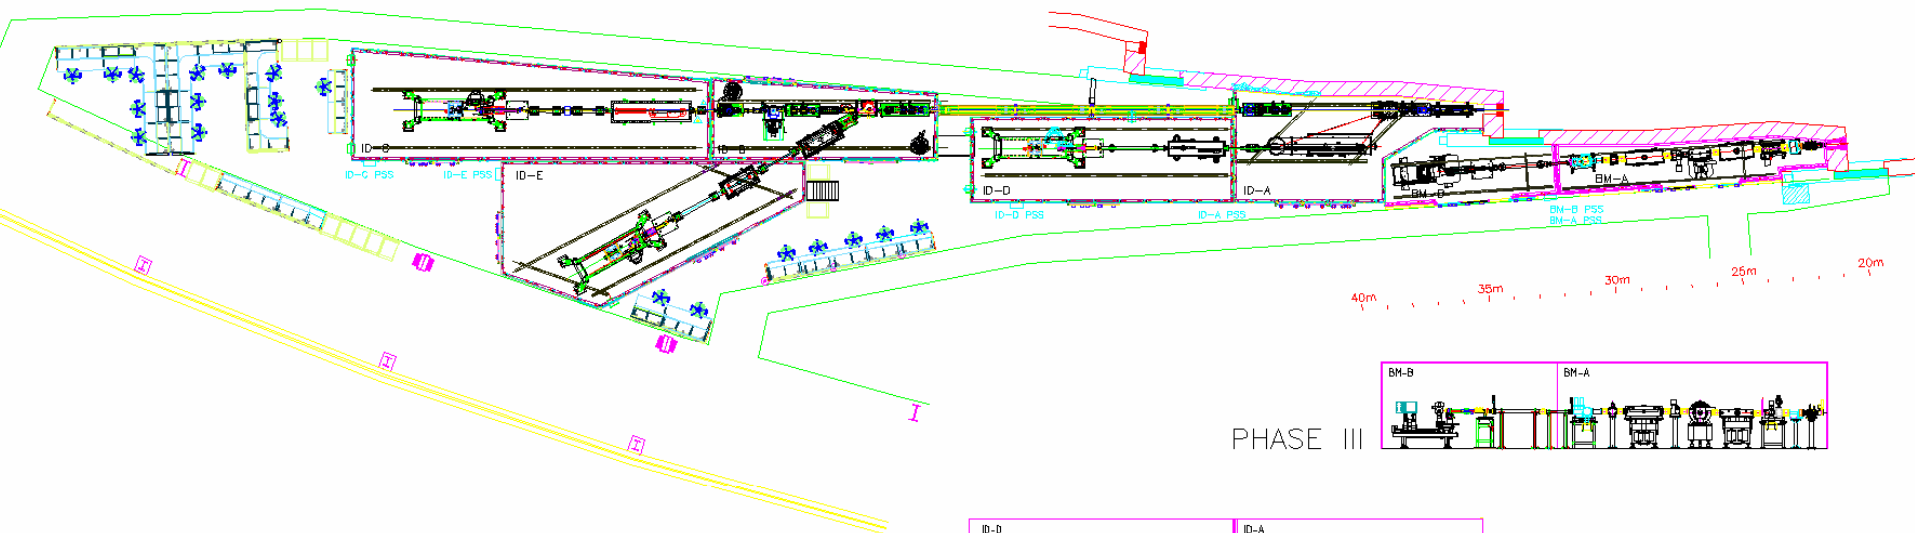 ID-C
ID-B
ID-C PSS
ID-E PSS
ID-E
ID-D
ID-A
BM-B
BM-A
ID-D PSS
ID-A PSS
BM-B PSS
BM-A PSS
40m
35m
30m
25m
20m
BM-B
BM-A
PHASE III
ID-D
ID-A